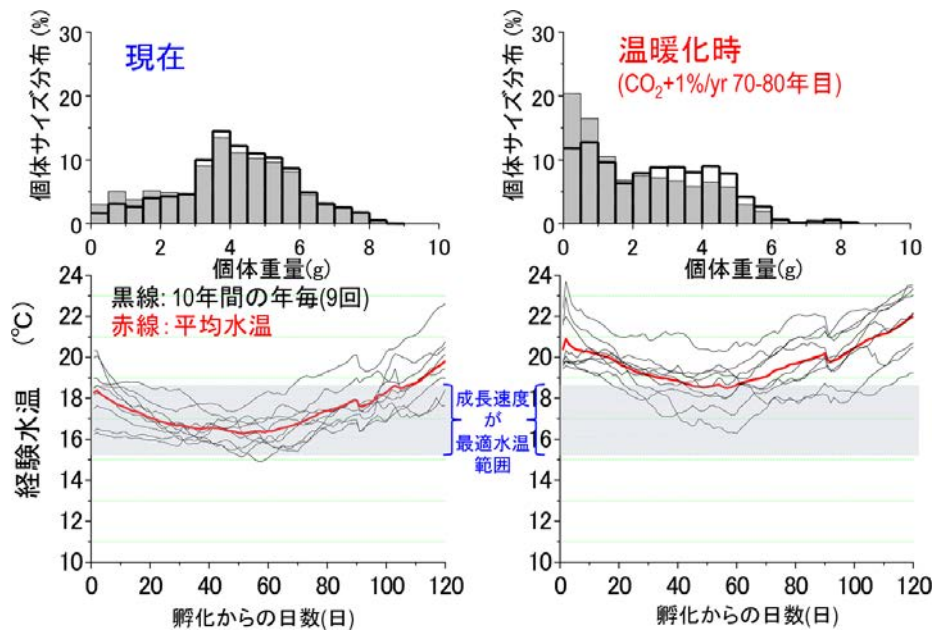 30
20
10
0
個体サイズ分布 (%)
現在
0 2 4 6 8 10
個体重量(g)
30
20
10
0
個体サイズ分布 (%)
温暖化時
(CO₂+1%/yr 70-80年目)
0 2 4 6 8 10
個体重量(g)
24
22
20
18
16
14
12
10
経験水温 (℃)
黒線: 10年間の年毎(9回)
赤線: 平均水温
0 20 40 60 80 100 120
孵化からの日数(日)
成長速度
が
最適水温
範囲
24
22
20
18
16
14
12
10
0 20 40 60 80 100 120
孵化からの日数(日)